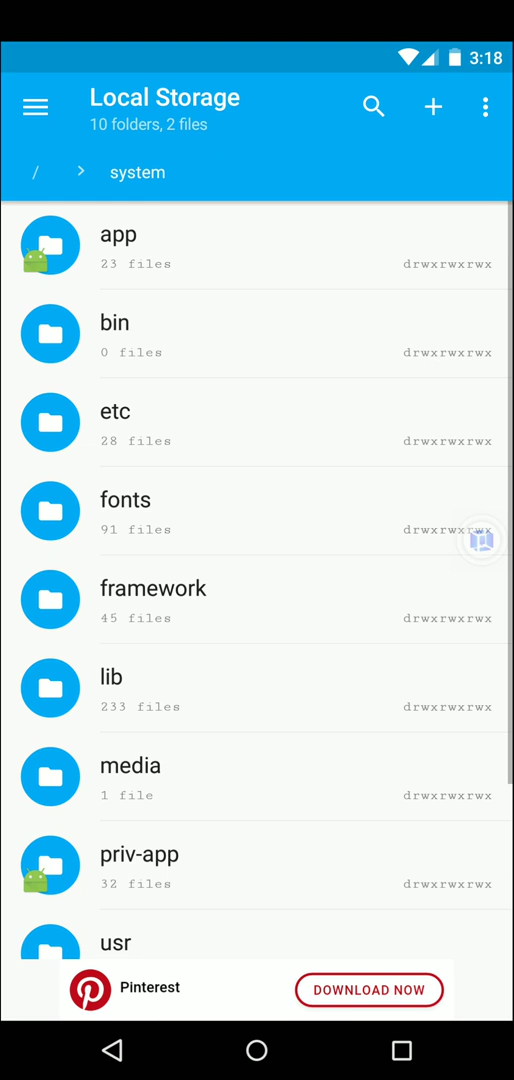 3:18
Local Storage
10 folders, 2 files
/ > system
app
23 files drwxrwxrwx
bin
0 files drwxrwxrwx
etc
28 files drwxrwxrwx
fonts
91 files drwxrwxrwx
framework
45 files drwxrwxrwx
lib
233 files drwxrwxrwx
media
1 file drwxrwxrwx
priv-app
32 files drwxrwxrwx
usr
Pinterest DOWNLOAD NOW